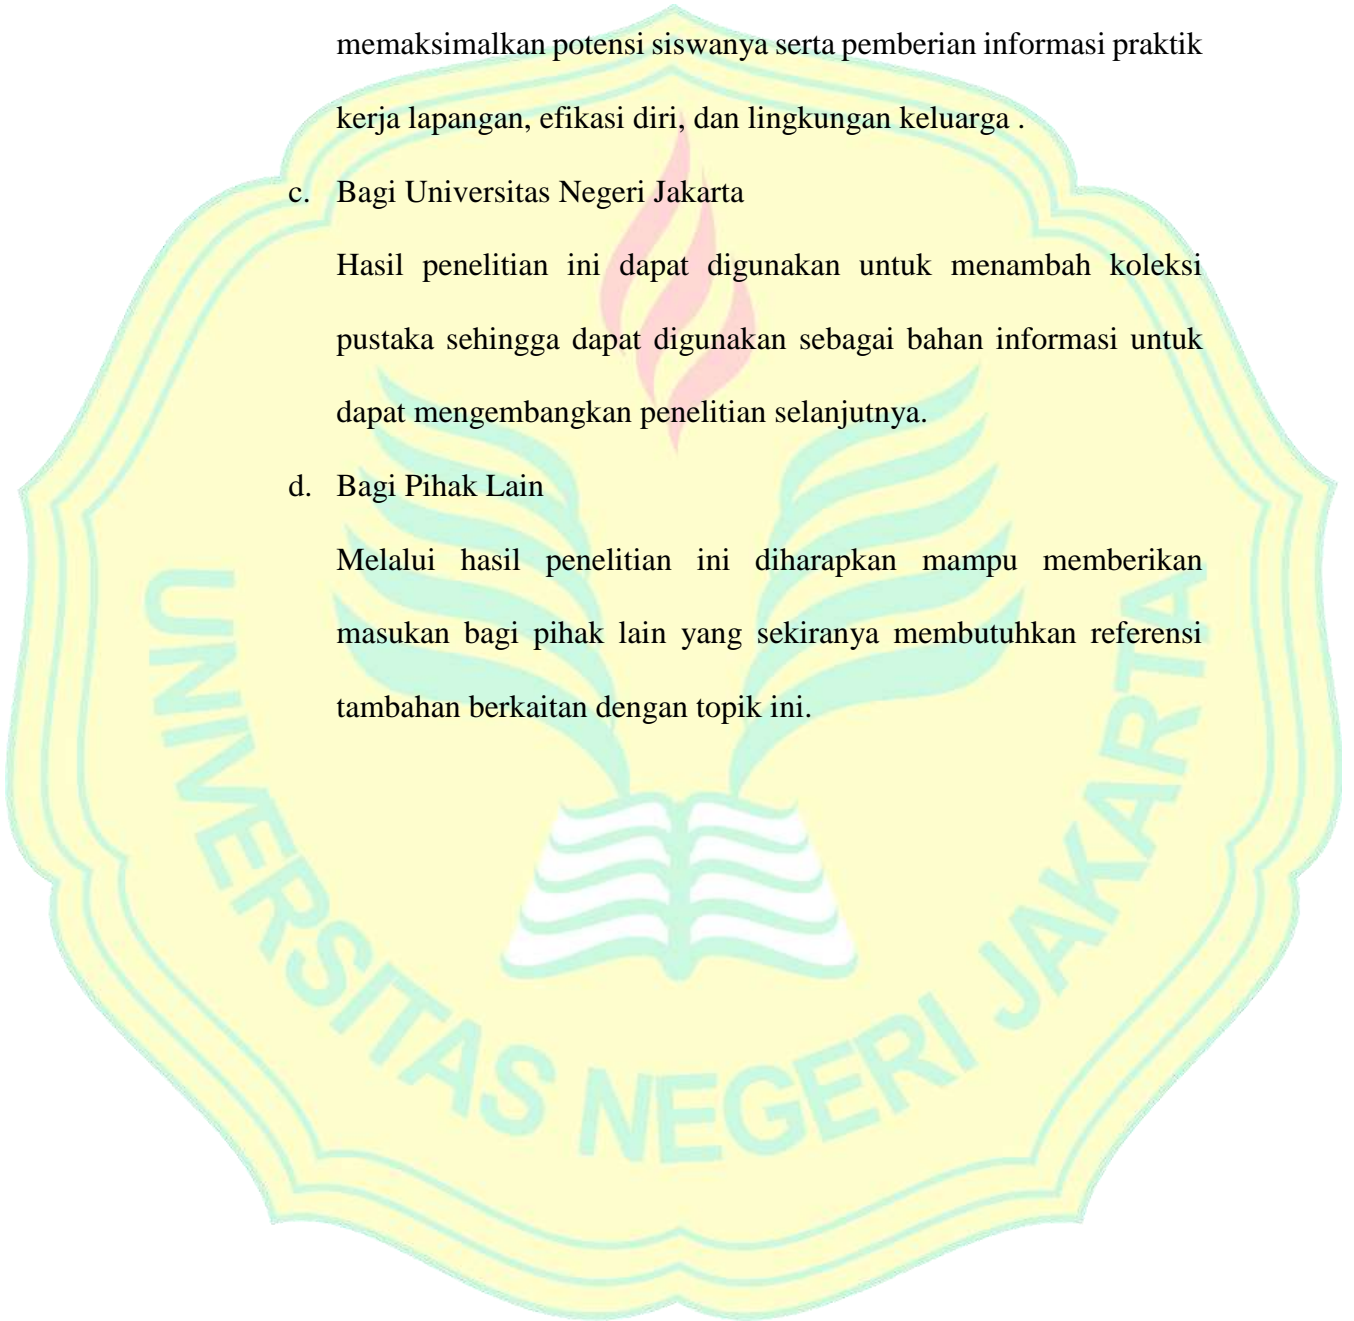 memaksimalkan potensi siswanya serta pemberian informasi praktik
kerja lapangan, efikasi diri, dan lingkungan keluarga .
c. Bagi Universitas Negeri Jakarta
Hasil penelitian ini dapat digunakan untuk menambah koleksi
pustaka sehingga dapat digunakan sebagai bahan informasi untuk
dapat mengembangkan penelitian selanjutnya.
d. Bagi Pihak Lain
Melalui hasil penelitian ini diharapkan mampu memberikan
masukan bagi pihak lain yang sekiranya membutuhkan referensi
tambahan berkaitan dengan topik ini.
UNIVERSITAS NEGERI JAKARTA